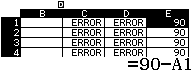 D
B C D E
1 ERROR ERROR 90
2 ERROR ERROR 90
3 ERROR ERROR 90
4 ERROR ERROR 90
=90-A1